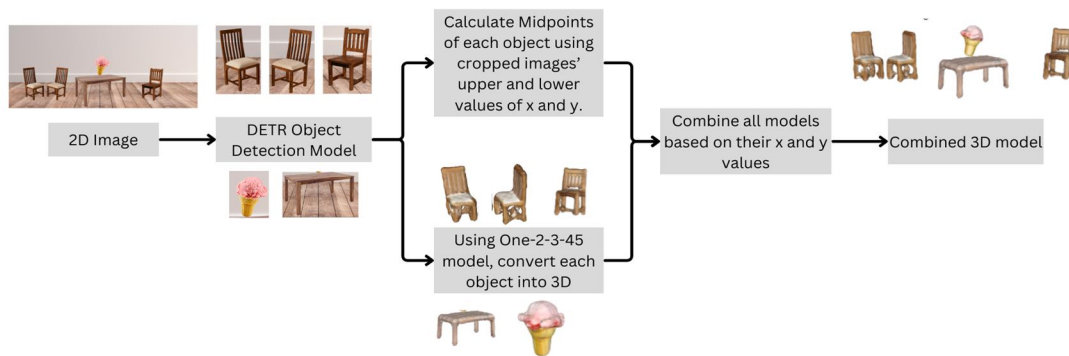 2D Image
DETR Object
Detection Model
Calculate Midpoints
of each object using
cropped images’
upper and lower
values of x and y.
Using One-2-3-45
model, convert each
object into 3D
Combine all models
based on their x and y
values
Combined 3D model